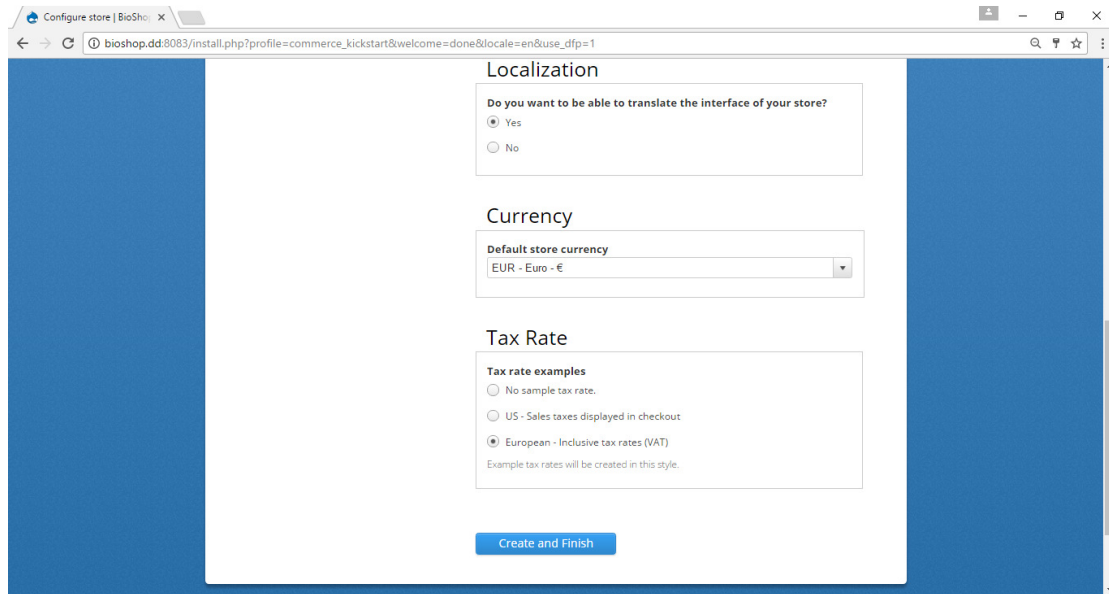 Configure store | BioShop
bioshop.dd:8083/install.php?profile=commerce_kickstart&welcome=done&locale=en&use_dfp=1
Localization
Do you want to be able to translate the interface of your store?
Yes
No
Currency
Default store currency
EUR - Euro - €
Tax Rate
Tax rate examples
No sample tax rate.
US - Sales taxes displayed in checkout
European - Inclusive tax rates (VAT)
Example tax rates will be created in this style.
Create and Finish